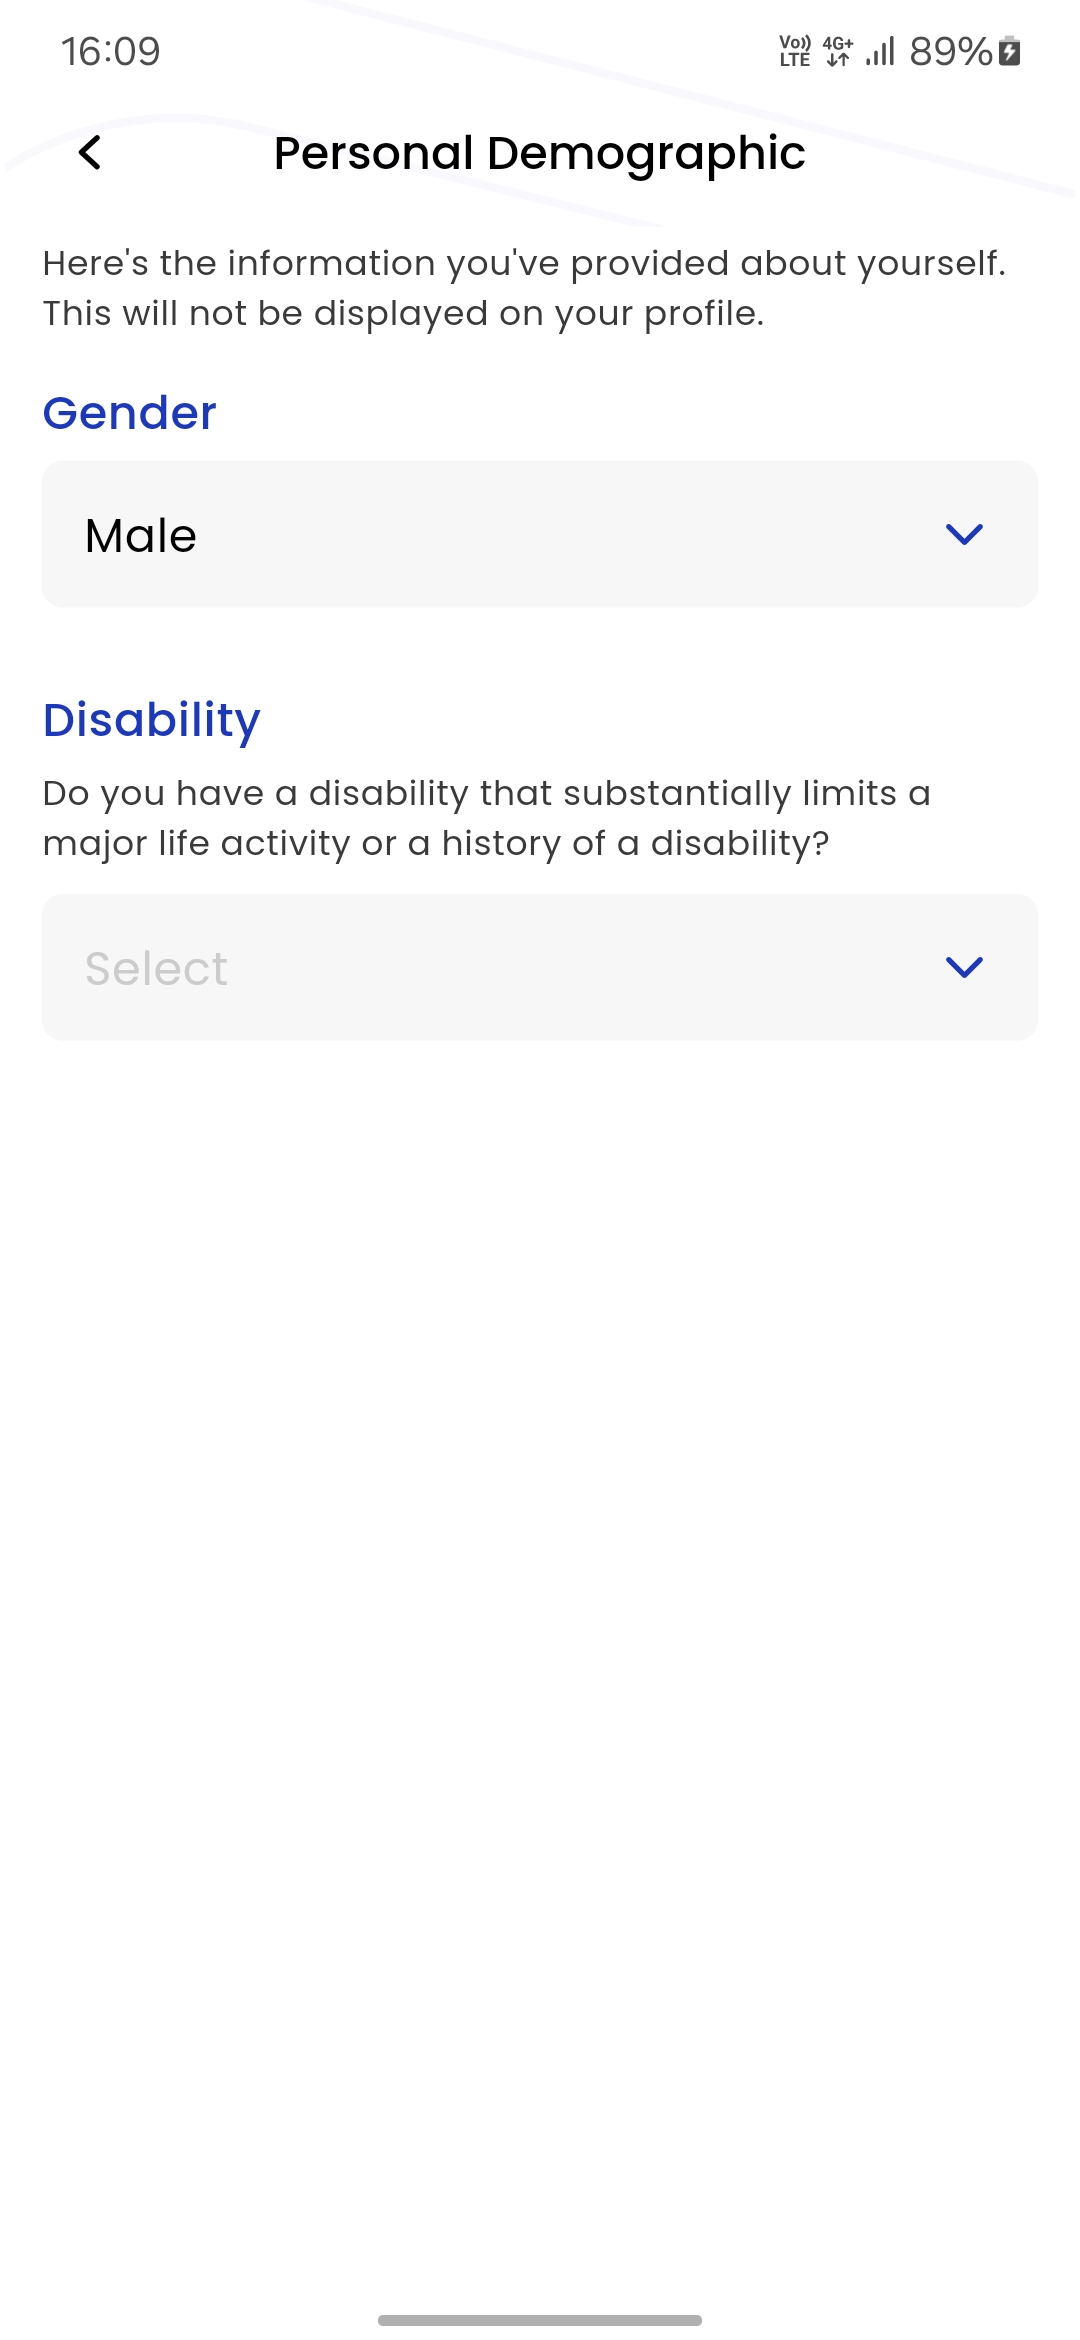 16:09
Vo)) LTE 4G+ 89%
Personal Demographic
Here's the information you've provided about yourself.
This will not be displayed on your profile.
Gender
Male
Disability
Do you have a disability that substantially limits a
major life activity or a history of a disability?
Select